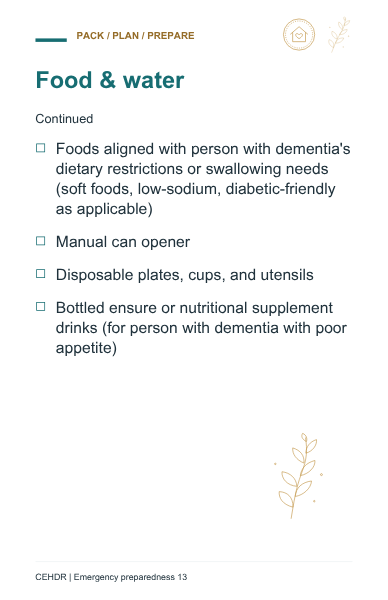 PACK / PLAN / PREPARE
Food & water
Continued
Foods aligned with person with dementia's
dietary restrictions or swallowing needs
(soft foods, low-sodium, diabetic-friendly
as applicable)
Manual can opener
Disposable plates, cups, and utensils
Bottled ensure or nutritional supplement
drinks (for person with dementia with poor
appetite)
CEHDR | Emergency preparedness 13